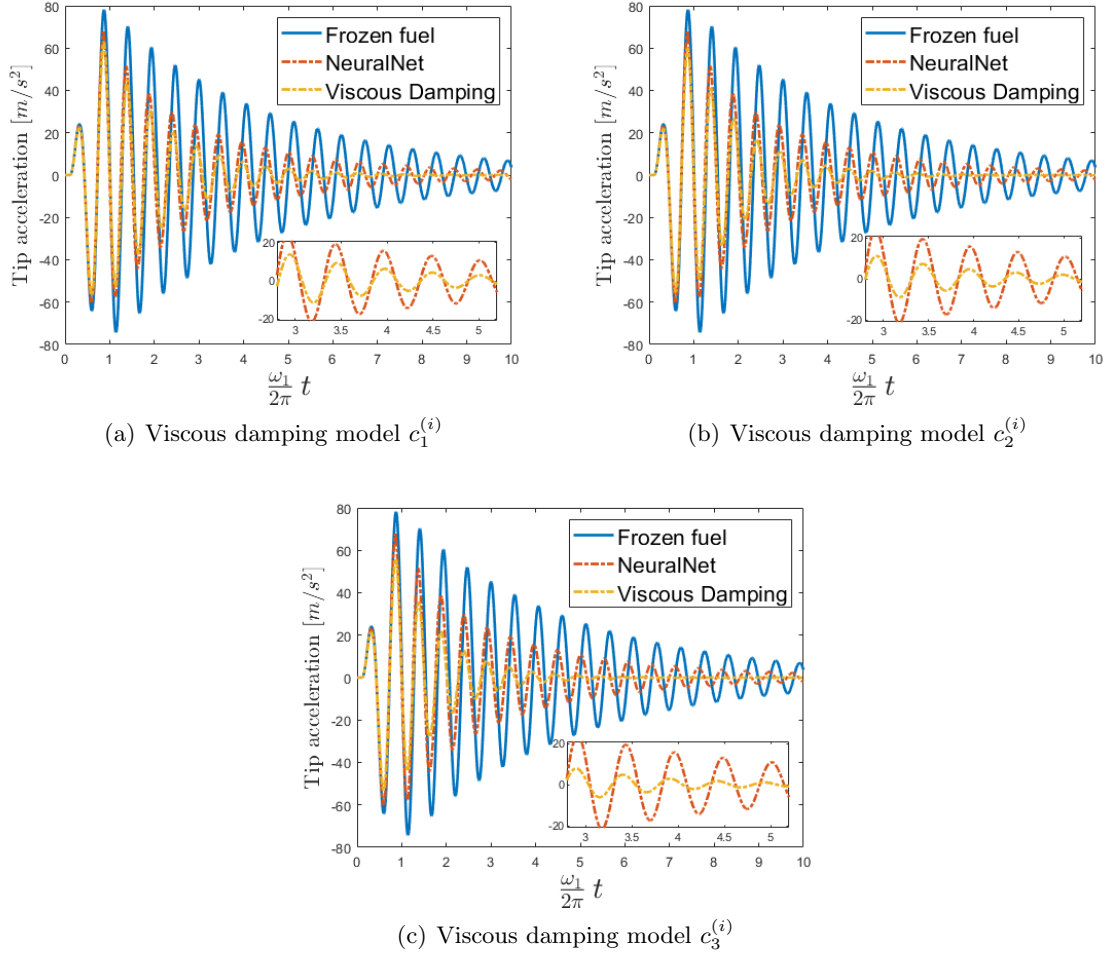 80
60
40
20
0
-20
-40
-60
-80
Tip acceleration [m/s²]
Frozen fuel
NeuralNet
Viscous Damping
20
0
-20
3 3.5 4 4.5 5
0 1 2 3 4 5 6 7 8 9 10
ω₁/2π t
(a) Viscous damping model c₁⁽ⁱ⁾
80
60
40
20
0
-20
-40
-60
-80
Tip acceleration [m/s²]
Frozen fuel
NeuralNet
Viscous Damping
20
0
-20
3 3.5 4 4.5 5
0 1 2 3 4 5 6 7 8 9 10
ω₁/2π t
(b) Viscous damping model c₂⁽ⁱ⁾
80
60
40
20
0
-20
-40
-60
-80
Tip acceleration [m/s²]
Frozen fuel
NeuralNet
Viscous Damping
20
0
-20
3 3.5 4 4.5 5
0 1 2 3 4 5 6 7 8 9 10
ω₁/2π t
(c) Viscous damping model c₃⁽ⁱ⁾